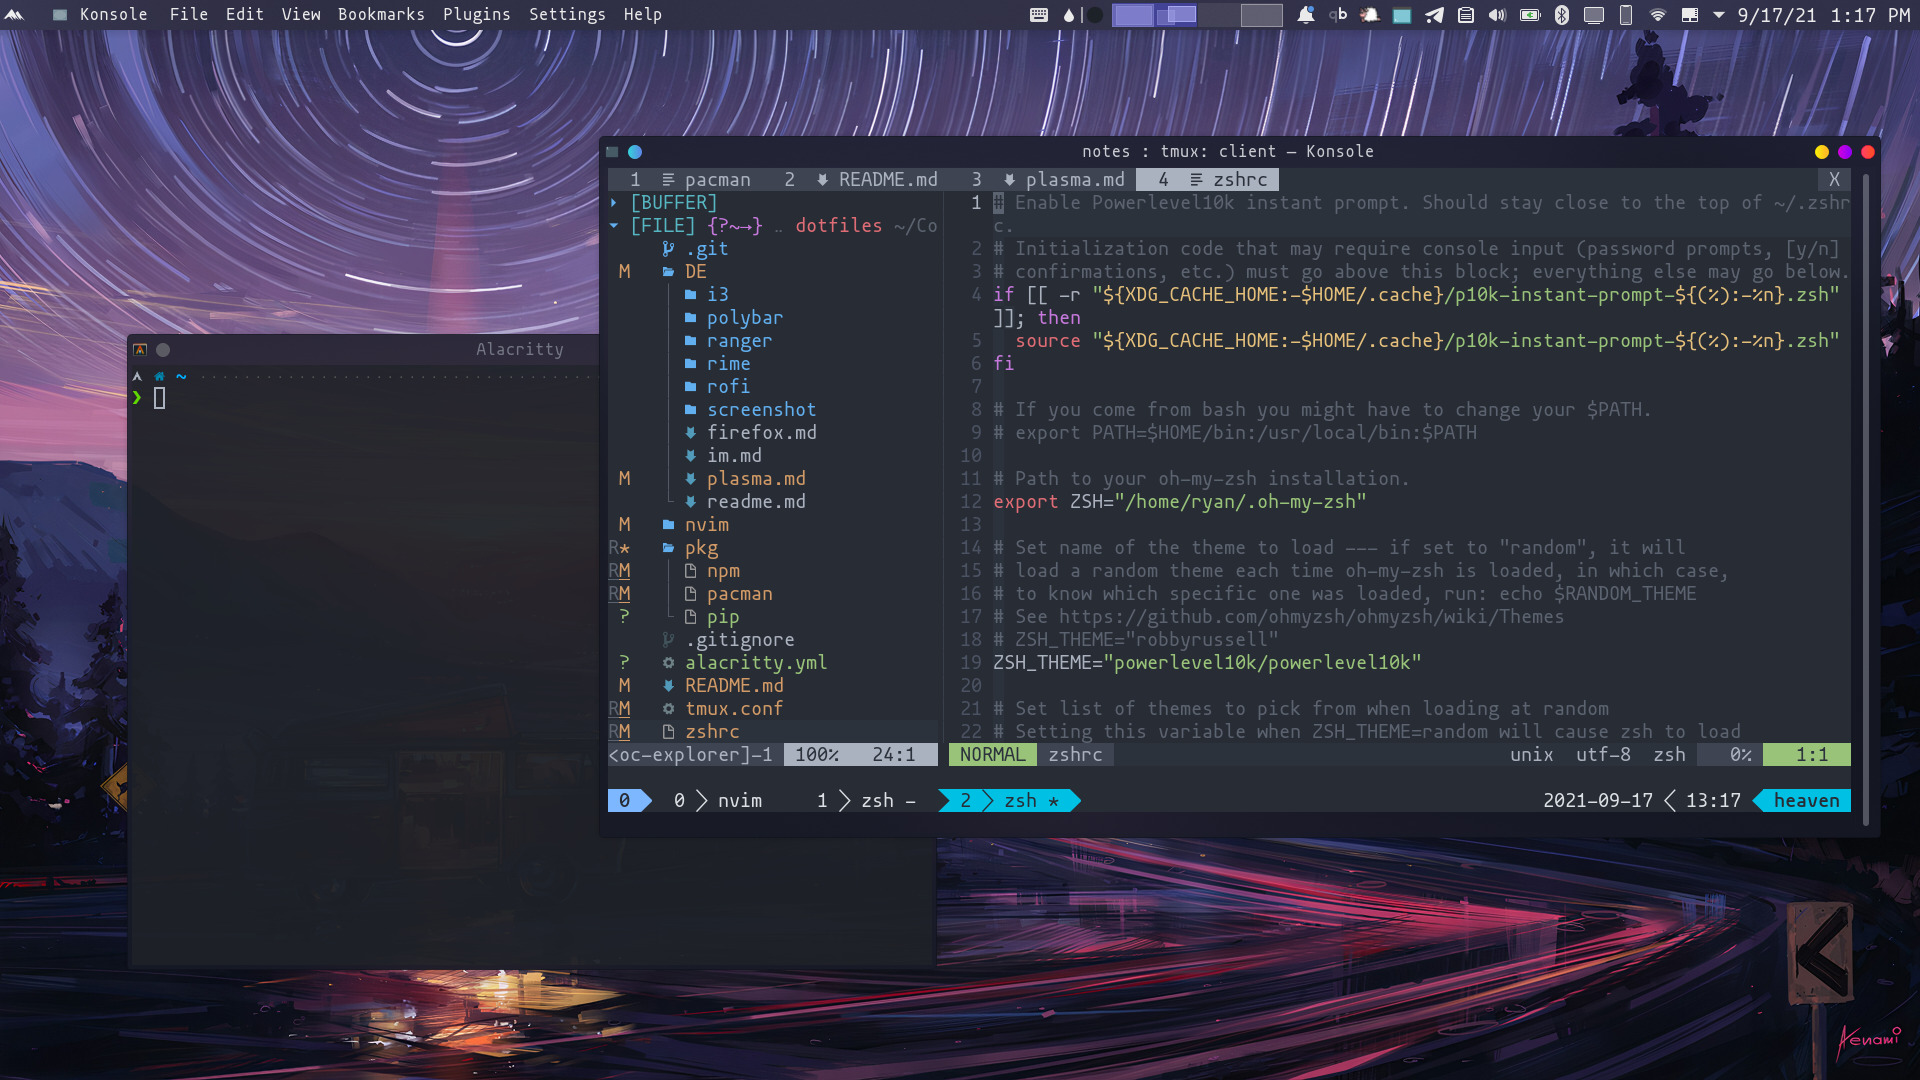 Konsole File Edit View Bookmarks Plugins Settings Help
qb 9/17/21 1:17 PM
notes : tmux: client — Konsole
1 pacman 2 README.md 3 plasma.md 4 zshrc X
[BUFFER]
[FILE] {?~→} .. dotfiles ~/Co
.git
M DE
i3
polybar
ranger
rime
rofi
screenshot
firefox.md
im.md
M plasma.md
readme.md
M nvim
R* pkg
RM npm
RM pacman
? pip
.gitignore
? alacritty.yml
M README.md
RM tmux.conf
RM zshrc
<oc-explorer]-1 100% 24:1
1 # Enable Powerlevel10k instant prompt. Should stay close to the top of ~/.zshr
c.
2 # Initialization code that may require console input (password prompts, [y/n]
3 # confirmations, etc.) must go above this block; everything else may go below.
4 if [[ -r "${XDG_CACHE_HOME:-$HOME/.cache}/p10k-instant-prompt-${(%):-%n}.zsh"
]]; then
5 source "${XDG_CACHE_HOME:-$HOME/.cache}/p10k-instant-prompt-${(%):-%n}.zsh"
6 fi
7
8 # If you come from bash you might have to change your $PATH.
9 # export PATH=$HOME/bin:/usr/local/bin:$PATH
10
11 # Path to your oh-my-zsh installation.
12 export ZSH="/home/ryan/.oh-my-zsh"
13
14 # Set name of the theme to load --- if set to "random", it will
15 # load a random theme each time oh-my-zsh is loaded, in which case,
16 # to know which specific one was loaded, run: echo $RANDOM_THEME
17 # See https://github.com/ohmyzsh/ohmyzsh/wiki/Themes
18 # ZSH_THEME="robbyrussell"
19 ZSH_THEME="powerlevel10k/powerlevel10k"
20
21 # Set list of themes to pick from when loading at random
22 # Setting this variable when ZSH_THEME=random will cause zsh to load
NORMAL zshrc unix utf-8 zsh 0% 1:1
0 0 nvim 1 zsh - 2 zsh * 2021-09-17 13:17 heaven
Alacritty
~
❯
Aenami